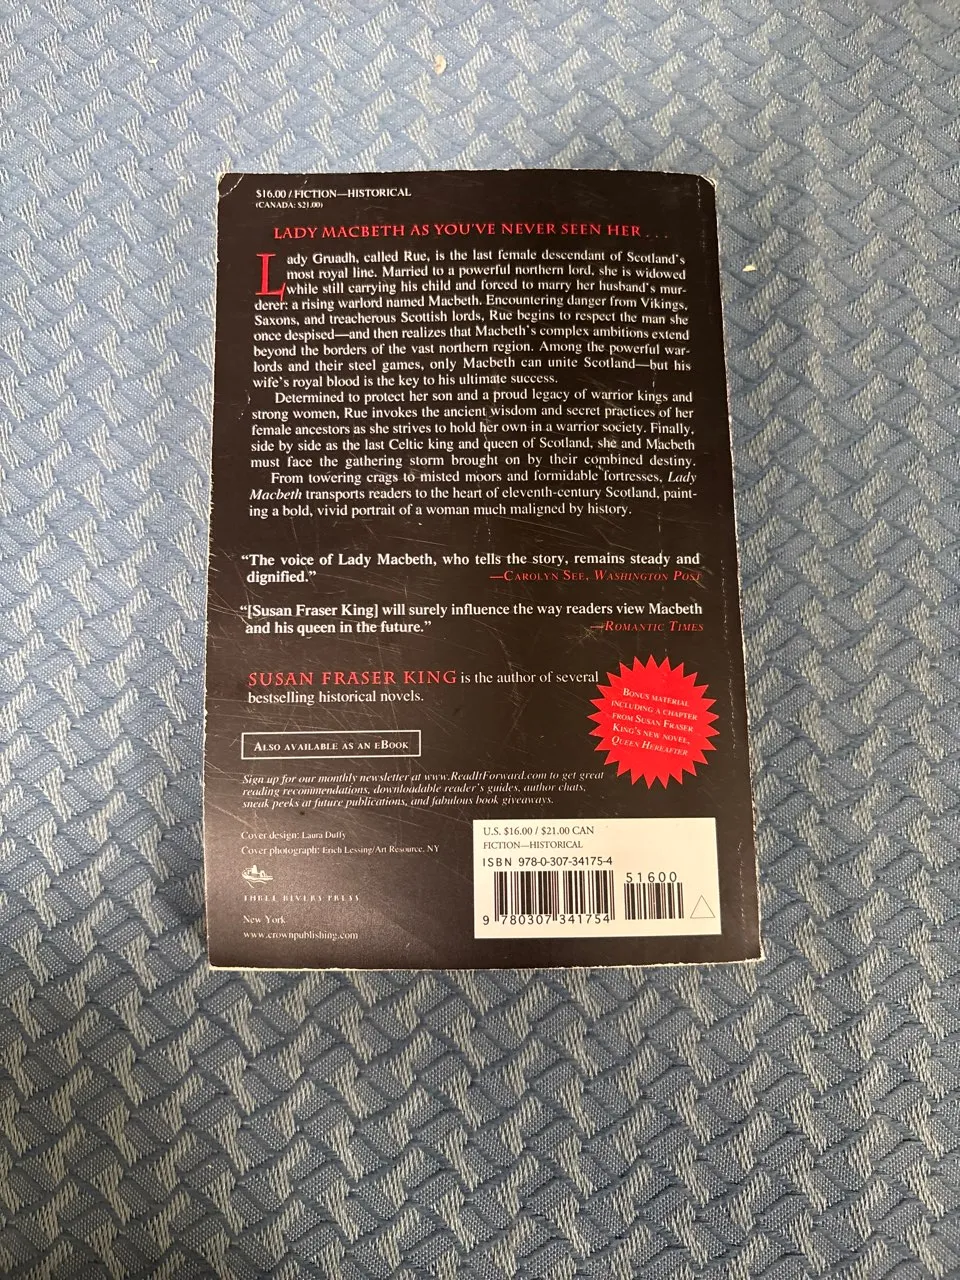 $16.00 / FICTION—HISTORICAL
(CANADA: $21.00)
LADY MACBETH AS YOU'VE NEVER SEEN HER . . .
Lady Gruadh, called Rue, is the last female descendant of Scotland's
most royal line. Married to a powerful northern lord, she is widowed
while still carrying his child and forced to marry her husband's mur-
derer: a rising warlord named Macbeth. Encountering danger from Vikings,
Saxons, and treacherous Scottish lords, Rue begins to respect the man she
once despised—and then realizes that Macbeth's complex ambitions extend
beyond the borders of the vast northern region. Among the powerful war-
lords and their steel games, only Macbeth can unite Scotland—but his
wife's royal blood is the key to his ultimate success.
Determined to protect her son and a proud legacy of warrior kings and
strong women, Rue invokes the ancient wisdom and secret practices of her
female ancestors as she strives to hold her own in a warrior society. Finally,
side by side as the last Celtic king and queen of Scotland, she and Macbeth
must face the gathering storm brought on by their combined destiny.
From towering crags to misted moors and formidable fortresses, Lady
Macbeth transports readers to the heart of eleventh-century Scotland, paint-
ing a bold, vivid portrait of a woman much maligned by history.
“The voice of Lady Macbeth, who tells the story, remains steady and
dignified.” —CAROLYN SEE, WASHINGTON POST
“[Susan Fraser King] will surely influence the way readers view Macbeth
and his queen in the future.” —ROMANTIC TIMES
SUSAN FRASER KING is the author of several
bestselling historical novels.
BONUS MATERIAL
INCLUDING A CHAPTER
FROM SUSAN FRASER
KING'S NEW NOVEL,
QUEEN HEREAFTER
ALSO AVAILABLE AS AN EBOOK
Sign up for our monthly newsletter at www.ReadItForward.com to get great
reading recommendations, downloadable reader's guides, author chats,
sneak peeks at future publications, and fabulous book giveaways.
Cover design: Laura Duffy
Cover photograph: Erich Lessing/Art Resource, NY
THREE RIVERS PRESS
New York
www.crownpublishing.com
U.S. $16.00 / $21.00 CAN
FICTION—HISTORICAL
ISBN 978-0-307-34175-4
51600
9 780307 341754